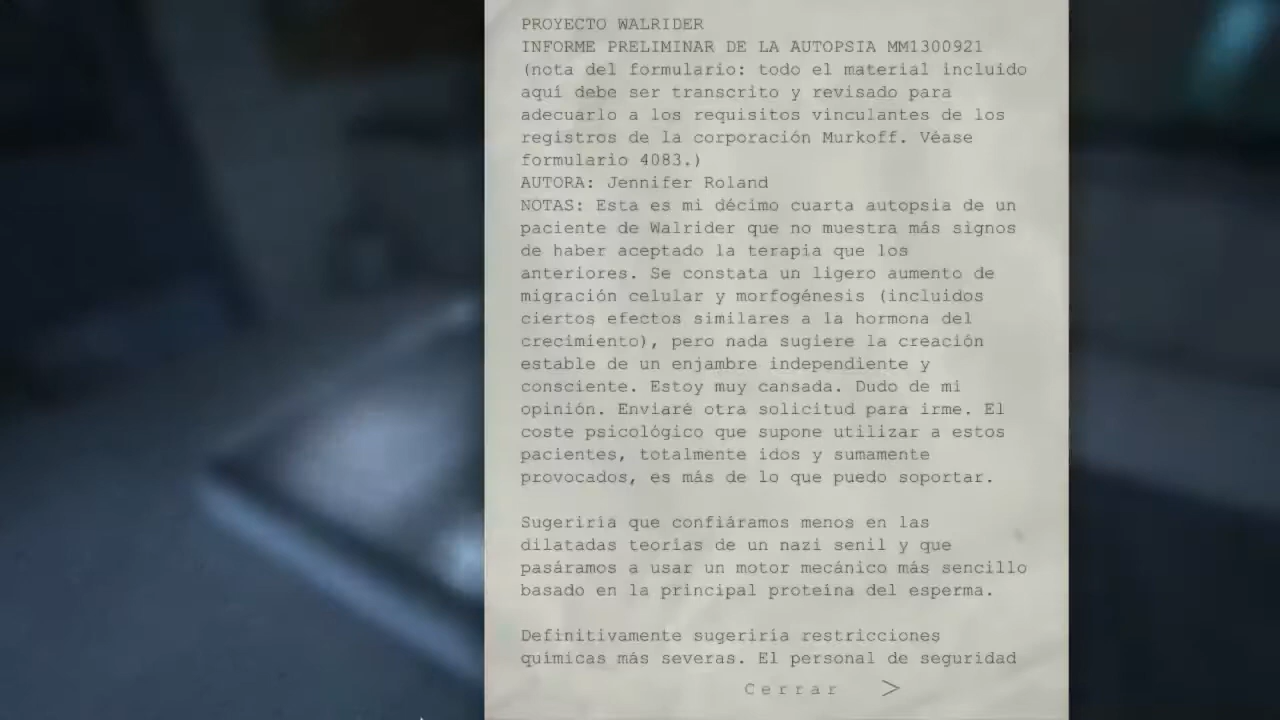 PROYECTO WALRIDER
INFORME PRELIMINAR DE LA AUTOPSIA MM1300921
(nota del formulario: todo el material incluido
aquí debe ser transcrito y revisado para
adecuarlo a los requisitos vinculantes de los
registros de la corporación Murkoff. Véase
formulario 4083.)
AUTORA: Jennifer Roland
NOTAS: Esta es mi décimo cuarta autopsia de un
paciente de Walrider que no muestra más signos
de haber aceptado la terapia que los
anteriores. Se constata un ligero aumento de
migración celular y morfogénesis (incluidos
ciertos efectos similares a la hormona del
crecimiento), pero nada sugiere la creación
estable de un enjambre independiente y
consciente. Estoy muy cansada. Dudo de mi
opinión. Enviaré otra solicitud para irme. El
coste psicológico que supone utilizar a estos
pacientes, totalmente idos y sumamente
provocados, es más de lo que puedo soportar.
Sugeriría que confiáramos menos en las
dilatadas teorías de un nazi senil y que
pasáramos a usar un motor mecánico más sencillo
basado en la principal proteína del esperma.
Definitivamente sugeriría restricciones
químicas más severas. El personal de seguridad
Cerrar >